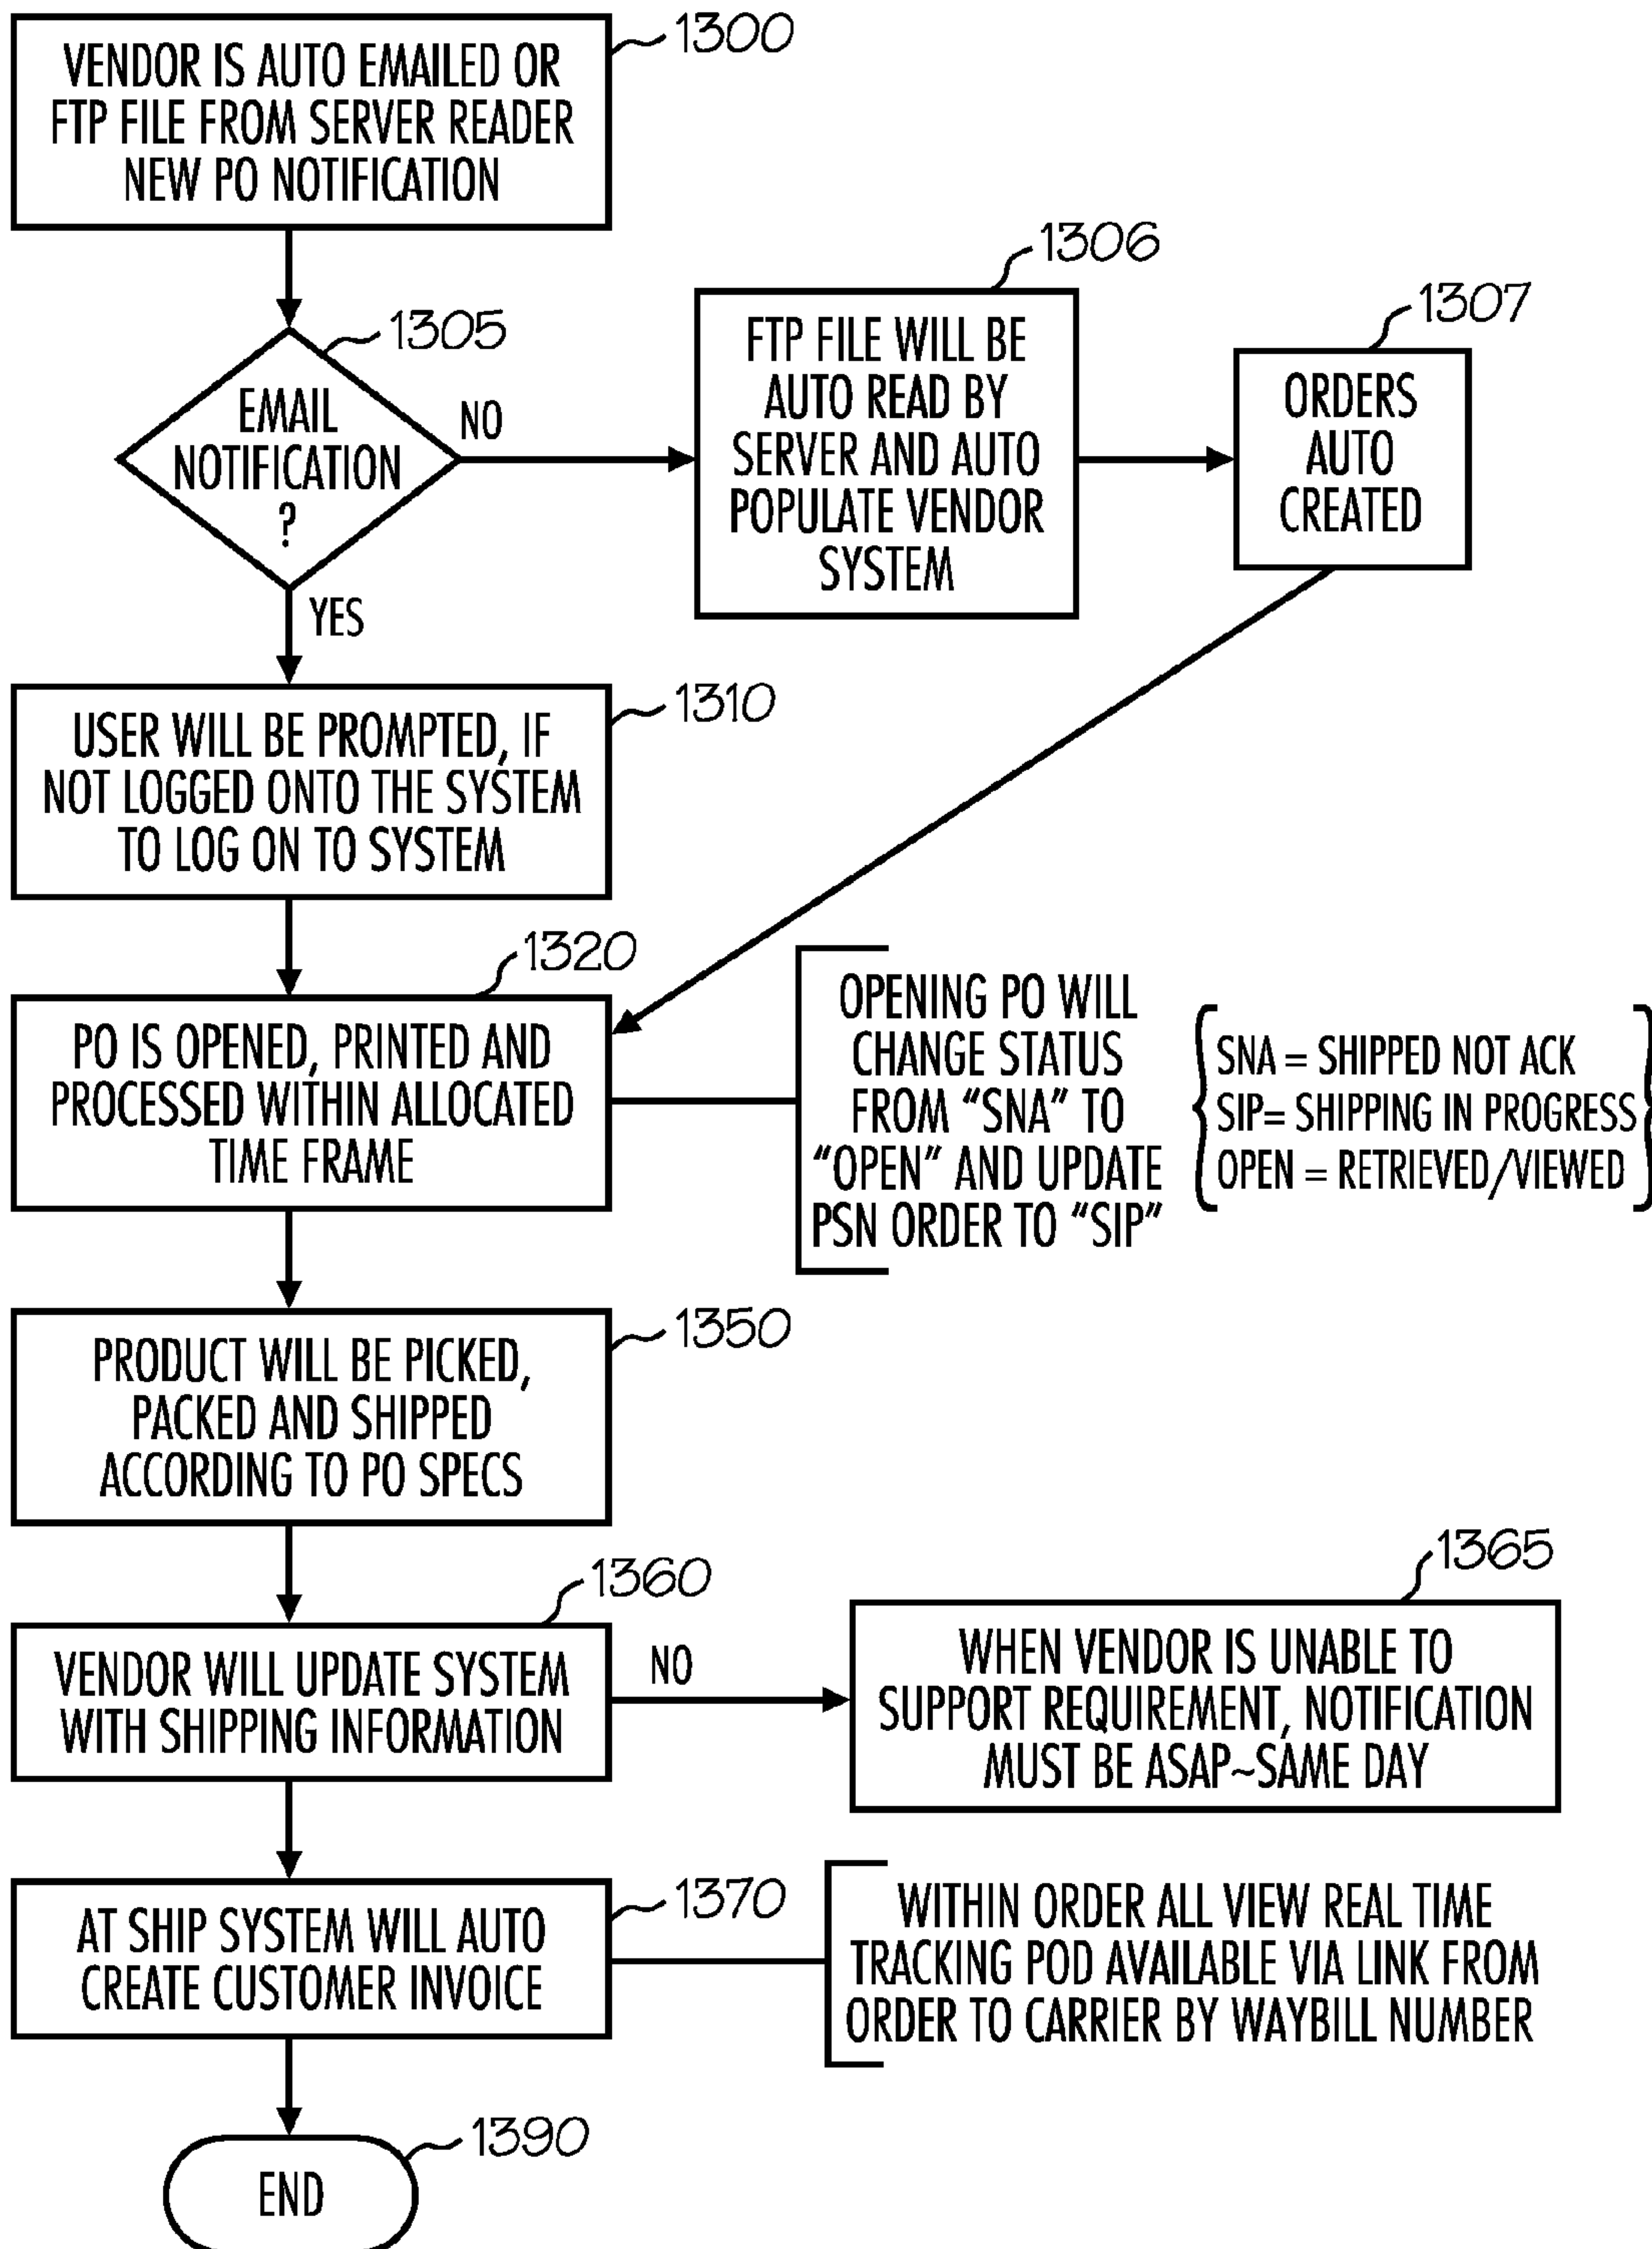 1300
VENDOR IS AUTO EMAILED OR
FTP FILE FROM SERVER READER
NEW PO NOTIFICATION
1305
EMAIL
NOTIFICATION
?
NO
YES
1306
FTP FILE WILL BE
AUTO READ BY
SERVER AND AUTO
POPULATE VENDOR
SYSTEM
1307
ORDERS
AUTO
CREATED
1310
USER WILL BE PROMPTED, IF
NOT LOGGED ONTO THE SYSTEM
TO LOG ON TO SYSTEM
1320
PO IS OPENED, PRINTED AND
PROCESSED WITHIN ALLOCATED
TIME FRAME
OPENING PO WILL
CHANGE STATUS
FROM “SNA” TO
“OPEN” AND UPDATE
PSN ORDER TO “SIP”
SNA = SHIPPED NOT ACK
SIP= SHIPPING IN PROGRESS
OPEN = RETRIEVED/VIEWED
1350
PRODUCT WILL BE PICKED,
PACKED AND SHIPPED
ACCORDING TO PO SPECS
1360
VENDOR WILL UPDATE SYSTEM
WITH SHIPPING INFORMATION
NO
1365
WHEN VENDOR IS UNABLE TO
SUPPORT REQUIREMENT, NOTIFICATION
MUST BE ASAP~SAME DAY
1370
AT SHIP SYSTEM WILL AUTO
CREATE CUSTOMER INVOICE
WITHIN ORDER ALL VIEW REAL TIME
TRACKING POD AVAILABLE VIA LINK FROM
ORDER TO CARRIER BY WAYBILL NUMBER
1390
END